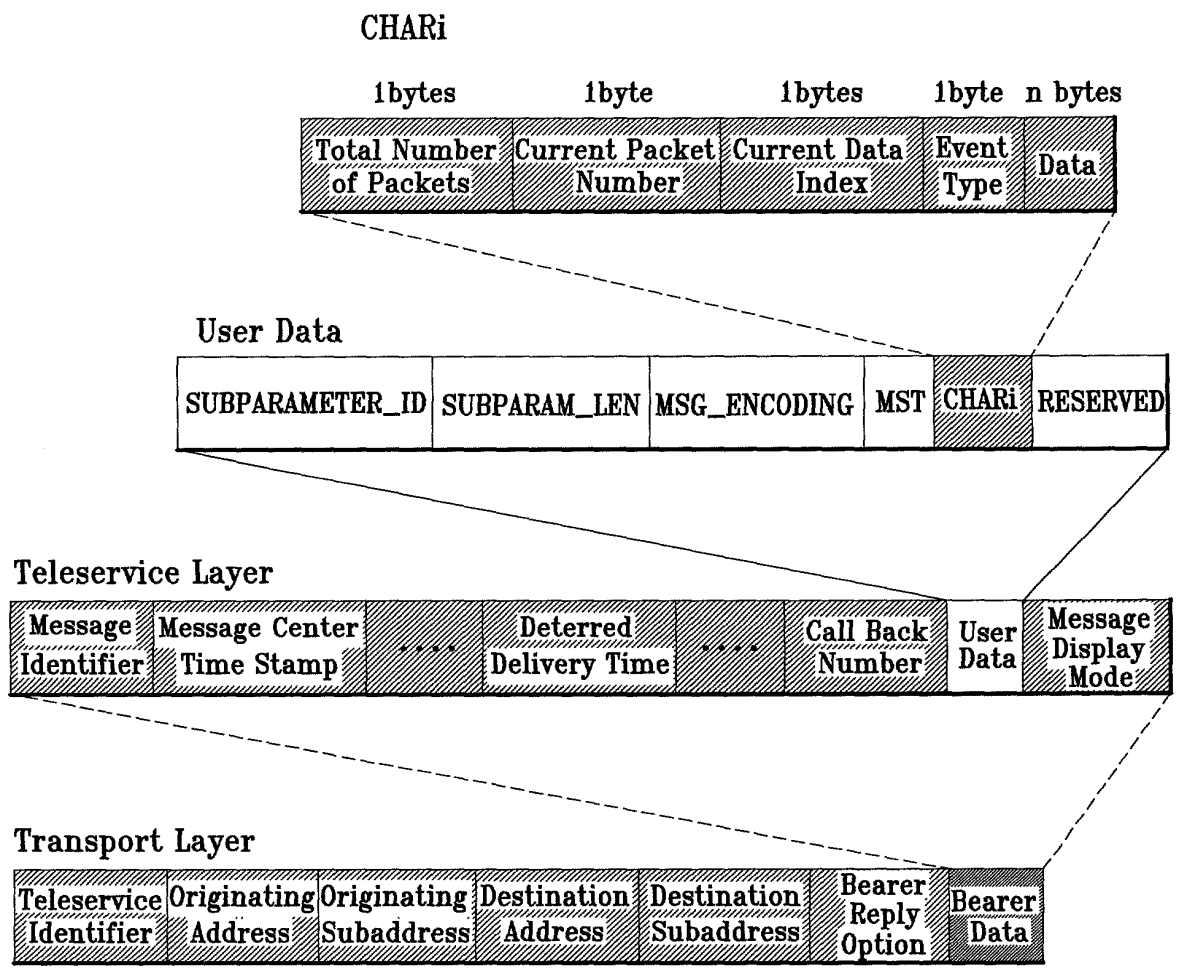 CHARi
1bytes 1byte 1bytes 1byte n bytes
Total Number Current Packet Current Data Event Data
of Packets Number Index Type
User Data
SUBPARAMETER_ID SUBPARAM_LEN MSG_ENCODING MST CHARi RESERVED
Teleservice Layer
Message Message Center .... Deterred .... Call Back User Message
Identifier Time Stamp Delivery Time Number Data Display
Mode
Transport Layer
Teleservice Originating Originating Destination Destination Bearer Bearer
Identifier Address Subaddress Address Subaddress Reply Data
Option